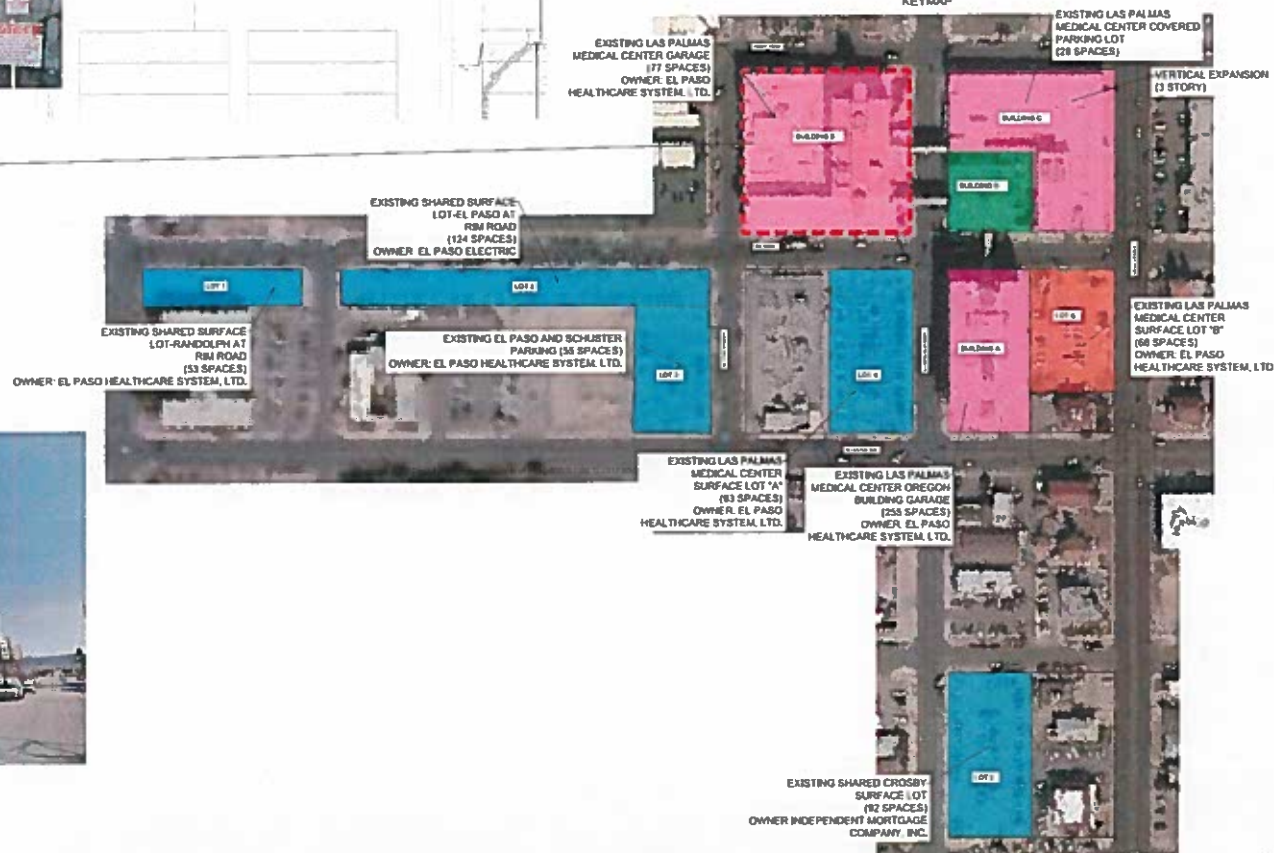 KEYMAP
EXISTING LAS PALMAS
MEDICAL CENTER COVERED
PARKING LOT
(28 SPACES)
EXISTING LAS PALMAS
MEDICAL CENTER GARAGE
(77 SPACES)
OWNER: EL PASO
HEALTHCARE SYSTEM, LTD.
VERTICAL EXPANSION
(3 STORY)
BUILDING C
EXISTING SHARED SURFACE
LOT-EL PASO AT
RIM ROAD
(124 SPACES)
OWNER: EL PASO ELECTRIC
LOT 1
LOT 2
EXISTING SHARED SURFACE
LOT-RANDOLPH AT
RIM ROAD
(53 SPACES)
OWNER: EL PASO HEALTHCARE SYSTEM, LTD.
EXISTING EL PASO AND SCHUSTER
PARKING (55 SPACES)
OWNER: EL PASO HEALTHCARE SYSTEM, LTD.
LOT 3
LOT 4
BUILDING A
EXISTING LAS PALMAS
MEDICAL CENTER
SURFACE LOT "B"
(68 SPACES)
OWNER: EL PASO
HEALTHCARE SYSTEM, LTD
EXISTING LAS PALMAS
MEDICAL CENTER
SURFACE LOT "A"
(93 SPACES)
OWNER: EL PASO
HEALTHCARE SYSTEM, LTD.
EXISTING LAS PALMAS
MEDICAL CENTER OREGON
BUILDING GARAGE
(255 SPACES)
OWNER: EL PASO
HEALTHCARE SYSTEM, LTD.
EXISTING SHARED CROSBY
SURFACE LOT
(92 SPACES)
OWNER INDEPENDENT MORTGAGE
COMPANY, INC.